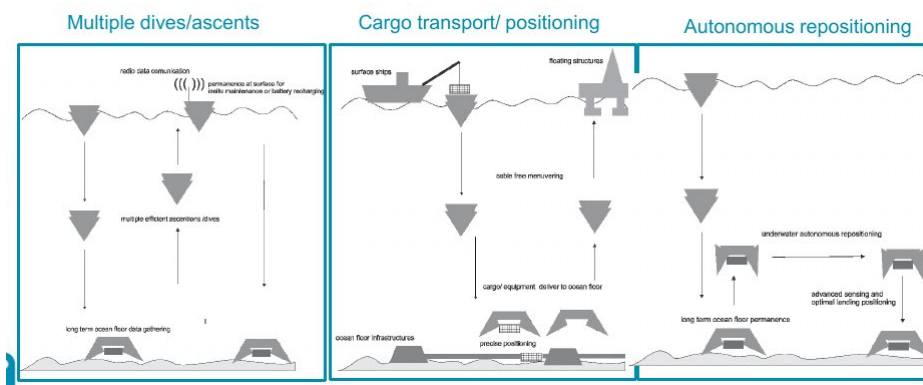 Multiple dives/ascents
radio data comunication
permanence at surface for
insitu maintenance or battery recharging
multiple efficient ascentions /dives
long term ocean floor data gathering
Cargo transport/ positioning
surface ships
floating structures
cable free menuvering
cargo/ equipment deliver to ocean floor
ocean floor infrastructures
precise positioning
Autonomous repositioning
underwater autonomous repositioning
advanced sensing and
optimal landing positioning
long term ocean floor permanence